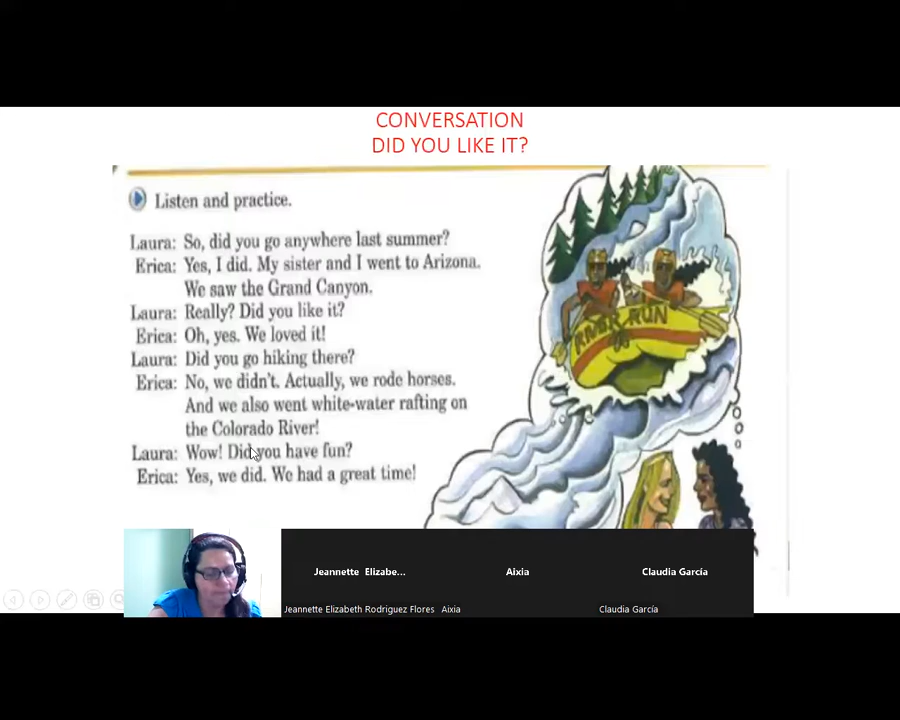 CONVERSATION
DID YOU LIKE IT?
Listen and practice.
Laura: So, did you go anywhere last summer?
Erica: Yes, I did. My sister and I went to Arizona.
We saw the Grand Canyon.
Laura: Really? Did you like it?
Erica: Oh, yes. We loved it!
Laura: Did you go hiking there?
Erica: No, we didn't. Actually, we rode horses.
And we also went white-water rafting on
the Colorado River!
Laura: Wow! Did you have fun?
Erica: Yes, we did. We had a great time!
RIVER RUN
Jeannette Elizabe... Aixia Claudia García
Jeannette Elizabeth Rodriguez Flores Aixia Claudia García